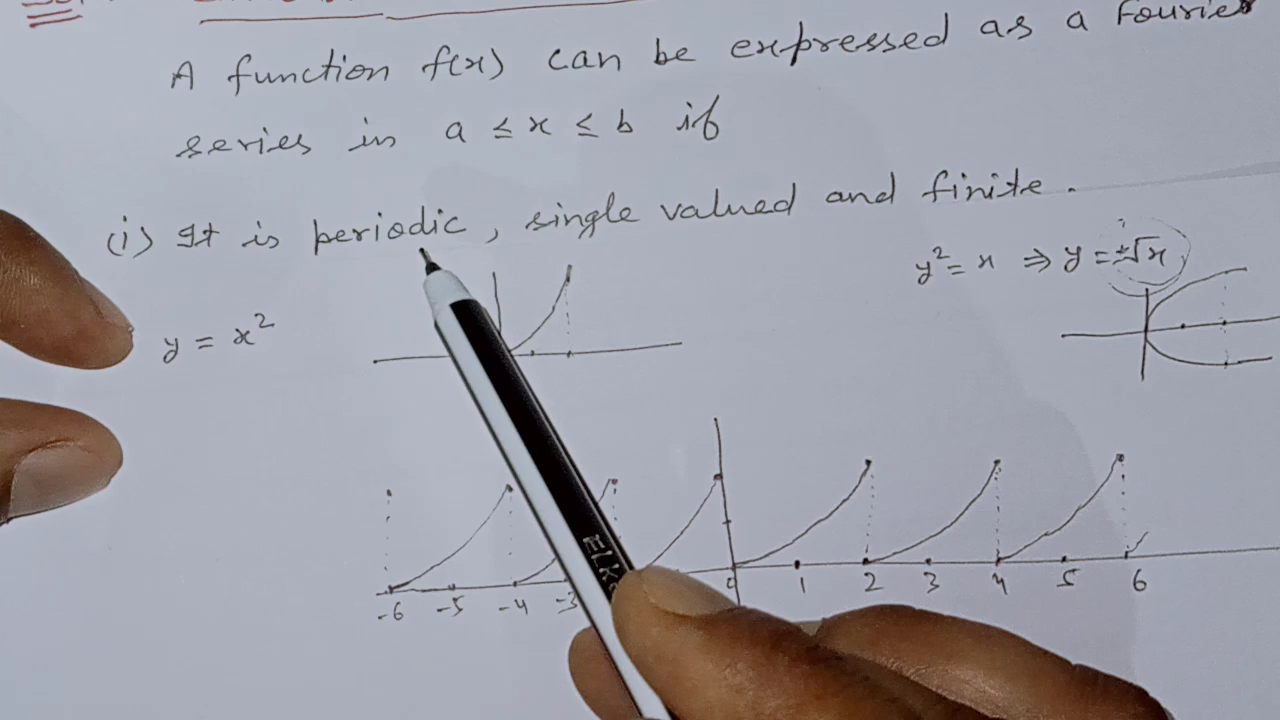 A function f(x) can be expressed as a Fourier
series in a ≤ x ≤ b if
(i) It is periodic, single valued and finite.
y² = x ⇒ y = ±√x
y = x²
-6 -5 -4 -3 0 1 2 3 4 5 6
ELK